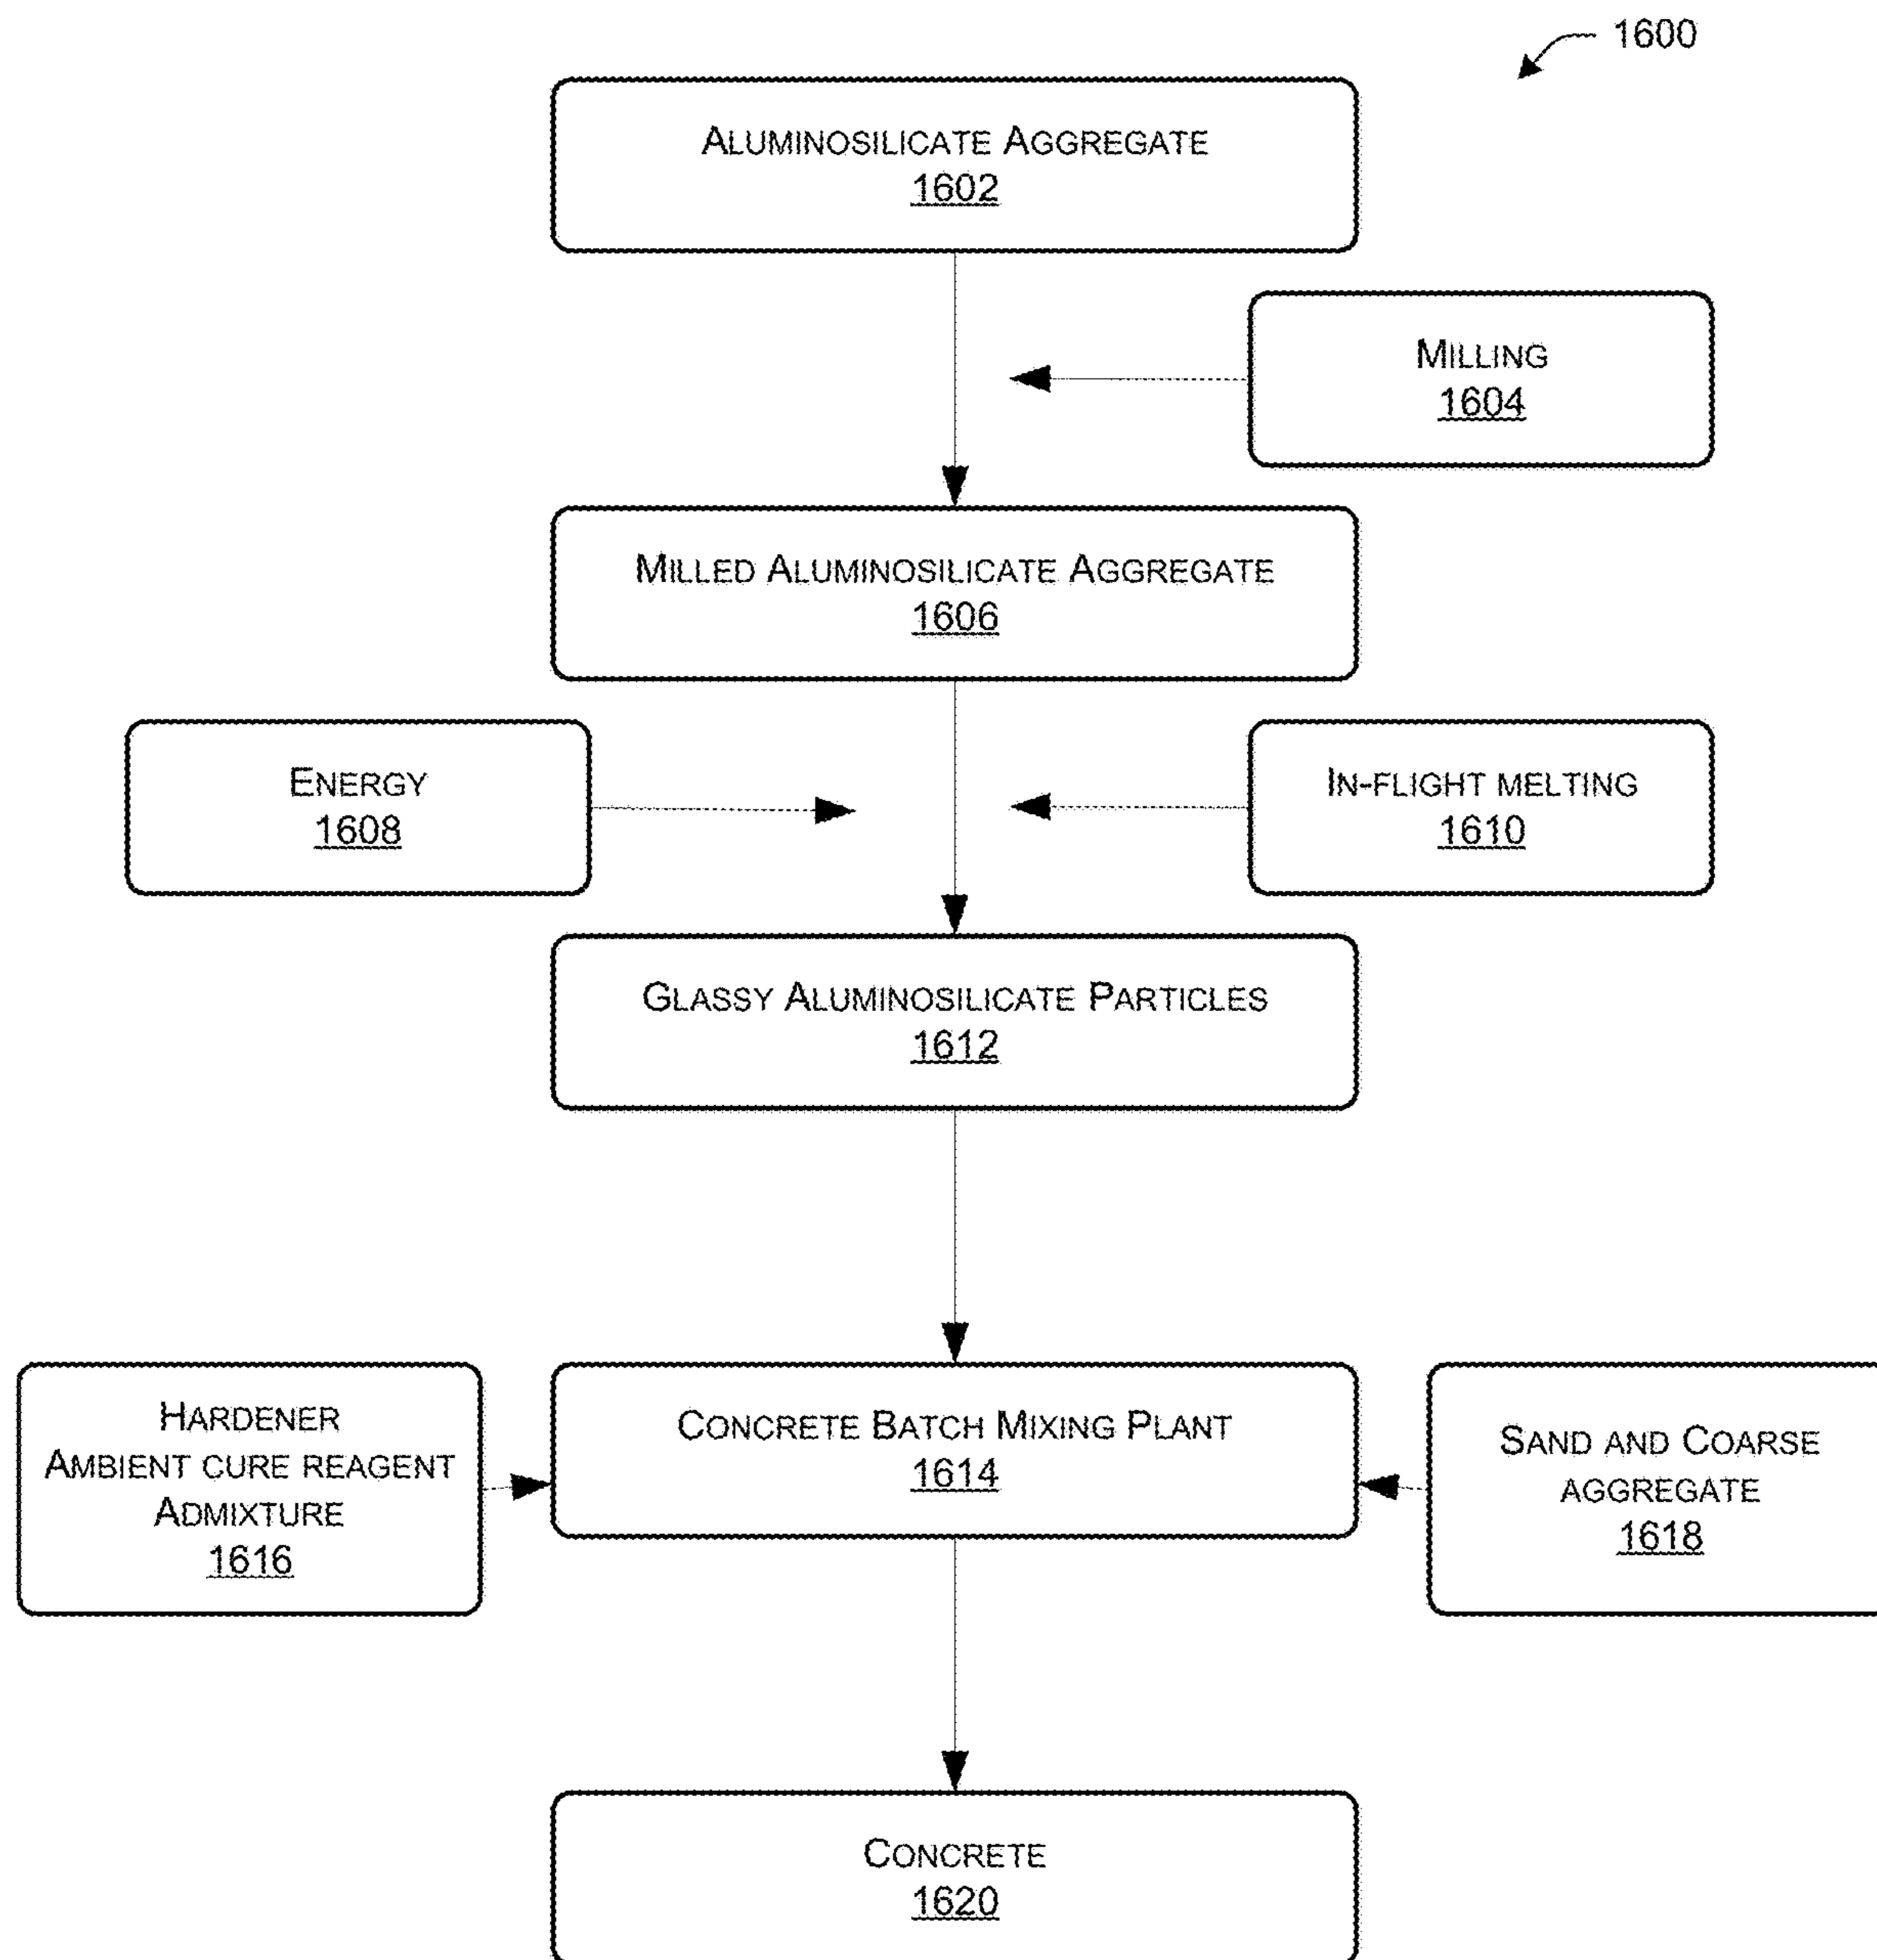 1600
ALUMINOSILICATE AGGREGATE
1602
MILLING
1604
MILLED ALUMINOSILICATE AGGREGATE
1606
ENERGY
1608
IN-FLIGHT MELTING
1610
GLASSY ALUMINOSILICATE PARTICLES
1612
HARDENER
AMBIENT CURE REAGENT
ADMIXTURE
1616
CONCRETE BATCH MIXING PLANT
1614
SAND AND COARSE
AGGREGATE
1618
CONCRETE
1620